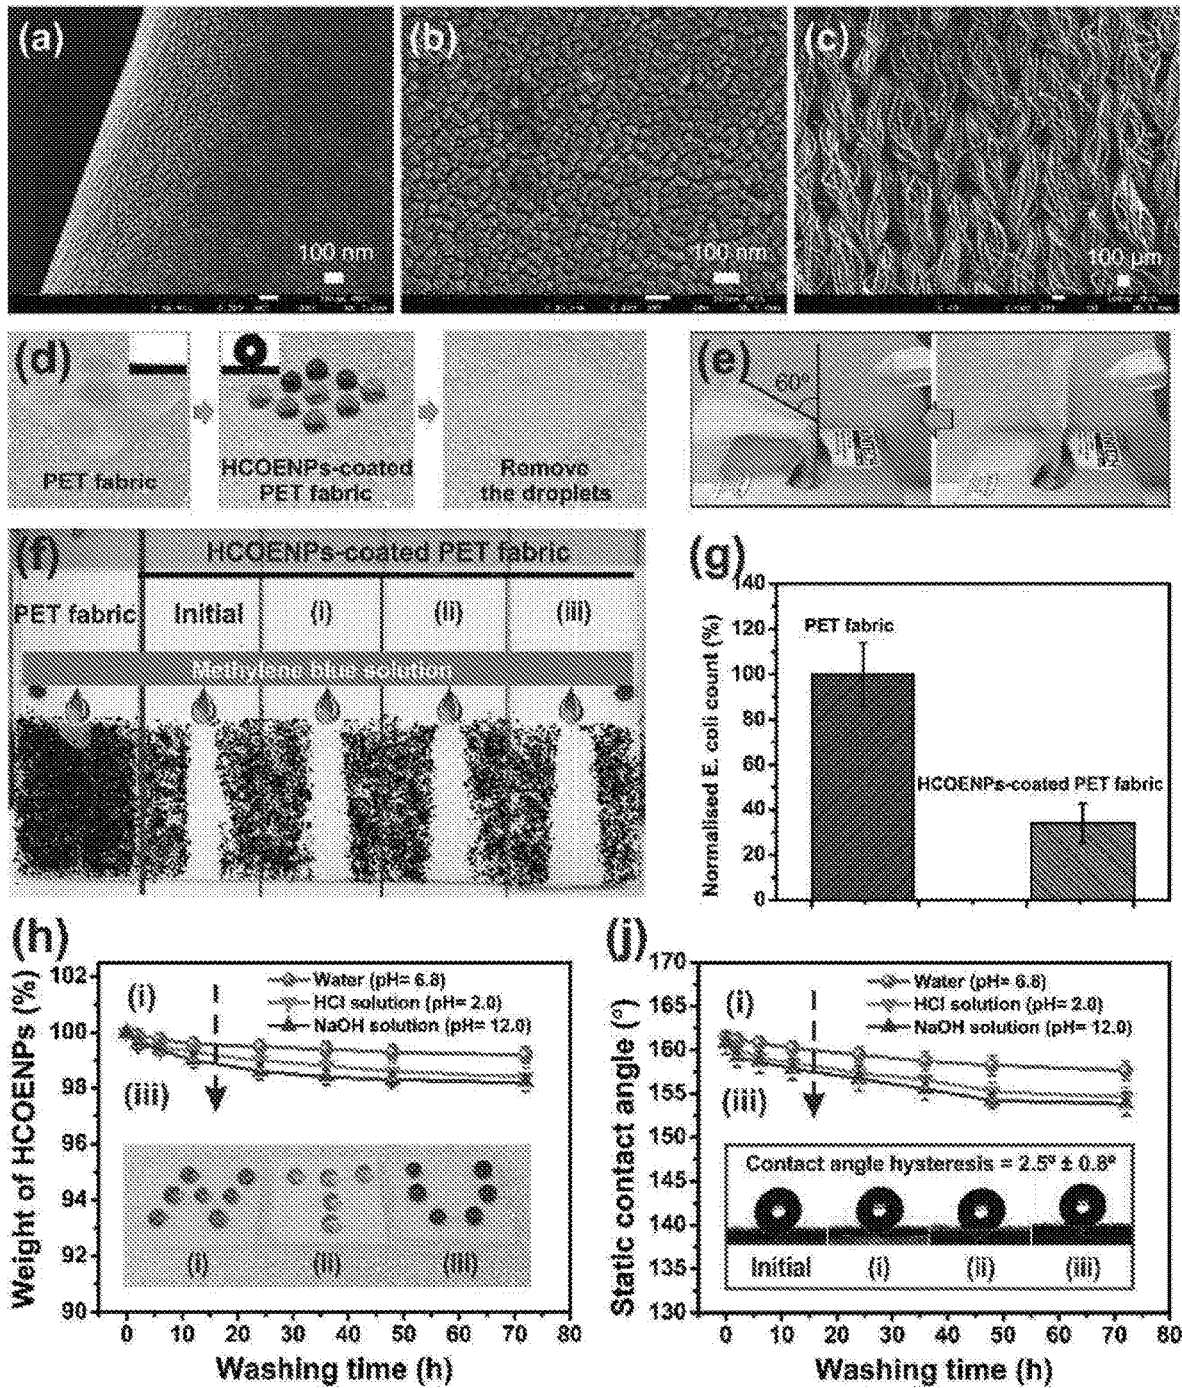 (a)
(b)
(c)
100 nm
100 nm
100 µm
(d)
PET fabric
HCOENPs-coated
PET fabric
Remove
the droplets
(e)
60°
(f)
HCOENPs-coated PET fabric
PET fabric
Initial
(i)
(ii)
(iii)
Methylene blue solution
(g)
Normalised E. coli count (%)
140
120
100
80
60
40
20
0
PET fabric
HCOENPs-coated PET fabric
(h)
Weight of HCOENPs (%)
102
100
98
96
94
92
90
(i)
(iii)
Water (pH= 6.8)
HCl solution (pH= 2.0)
NaOH solution (pH= 12.0)
(i)
(ii)
(iii)
0 10 20 30 40 50 60 70 80
Washing time (h)
(j)
Static contact angle (°)
170
165
160
155
150
145
140
135
130
(i)
(iii)
Water (pH= 6.8)
HCl solution (pH= 2.0)
NaOH solution (pH= 12.0)
Contact angle hysteresis = 2.5° ± 0.8°
Initial
(i)
(ii)
(iii)
0 10 20 30 40 50 60 70 80
Washing time (h)